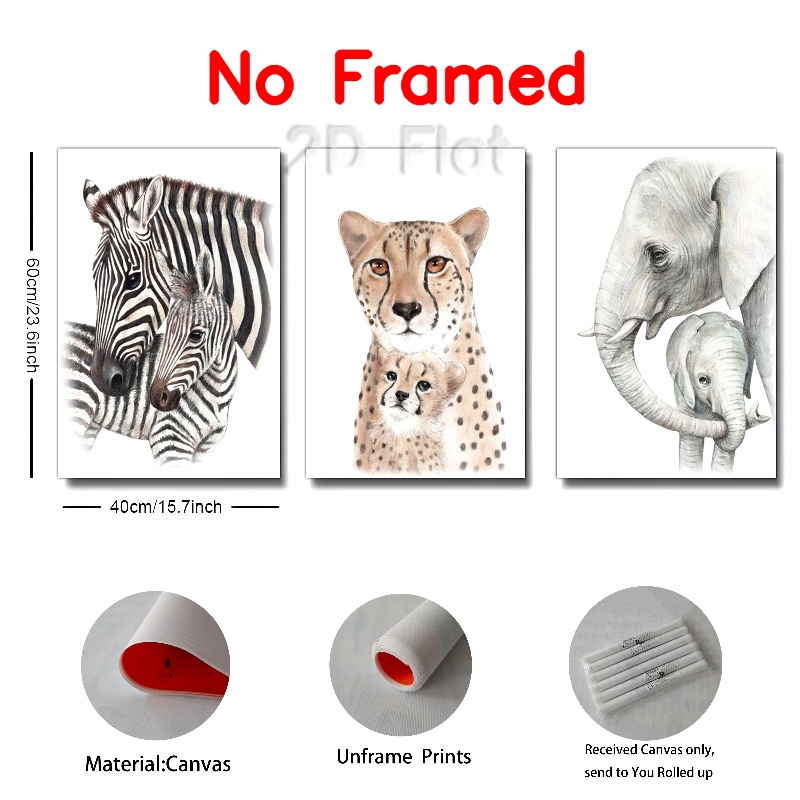 No Framed
2D Flat
60cm/23.6inch
40cm/15.7inch
Material:Canvas
Unframe Prints
Received Canvas only,
send to You Rolled up